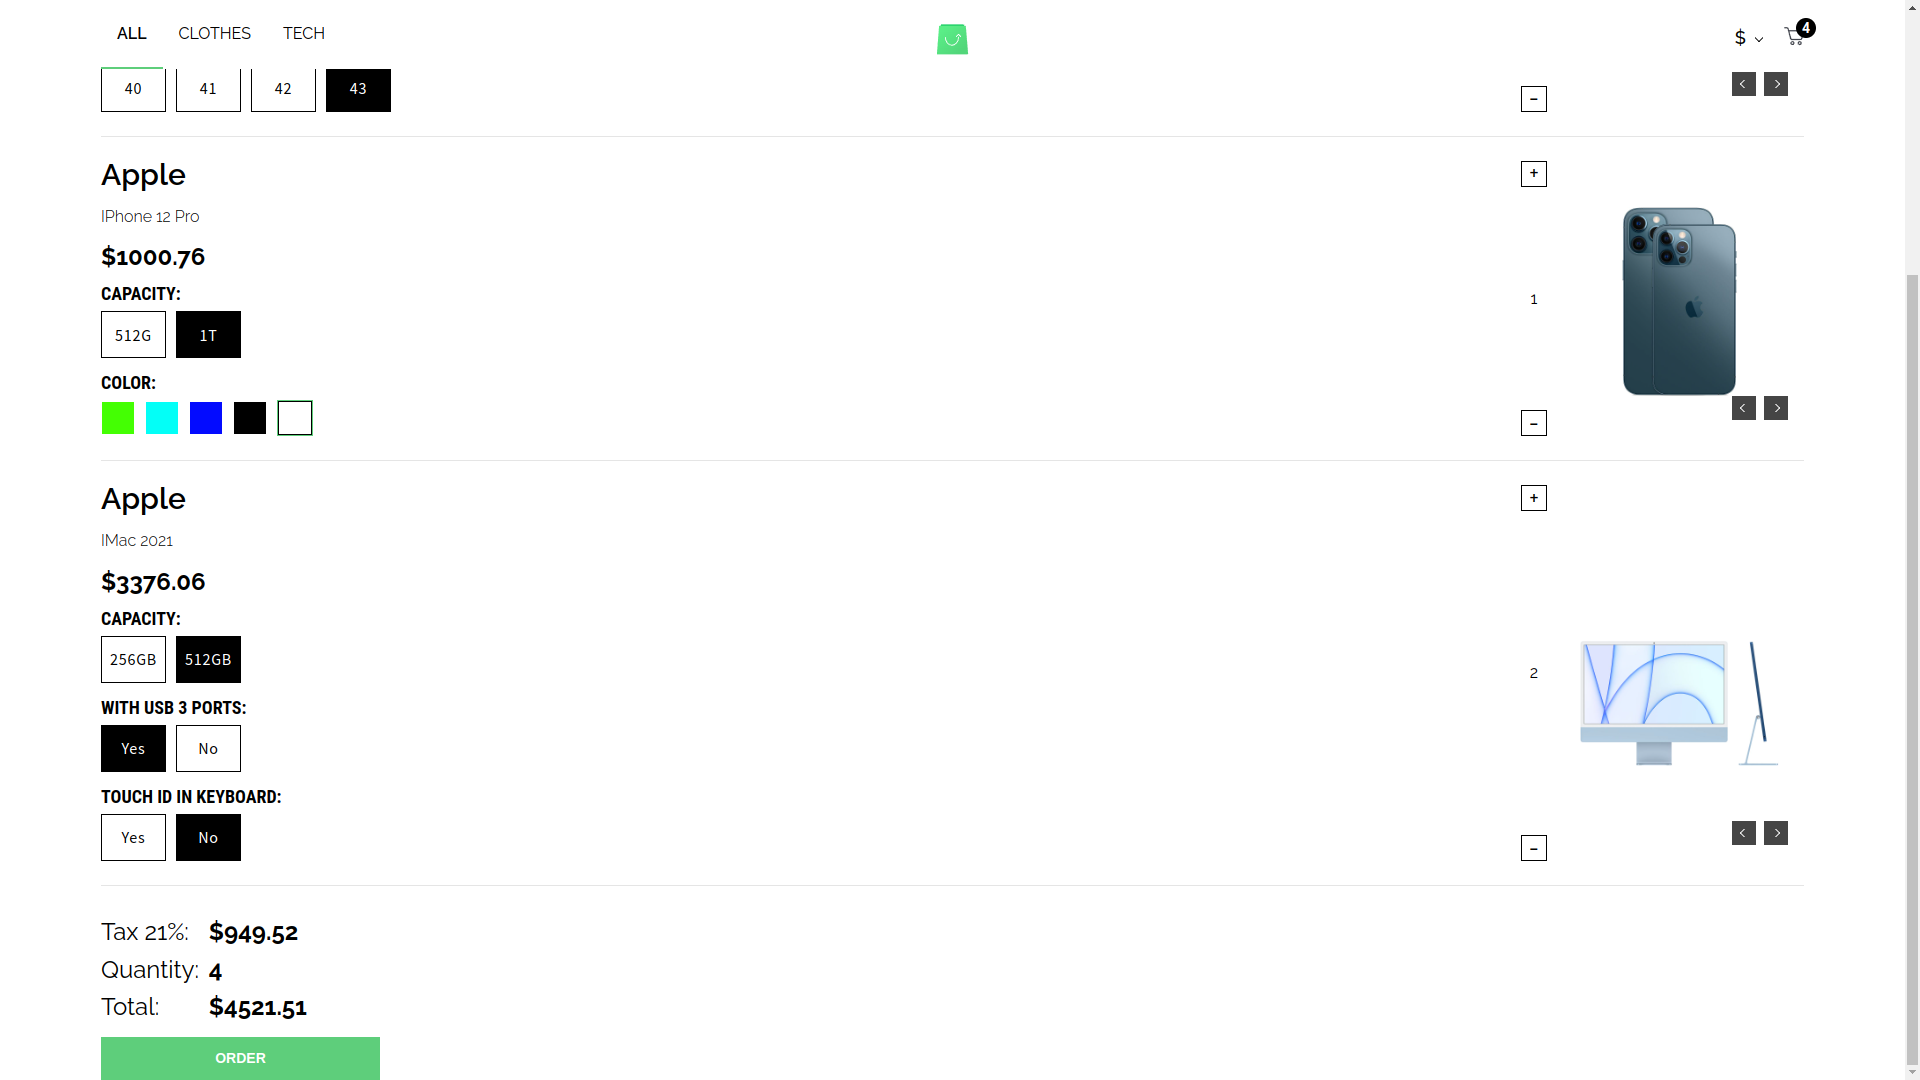 ALL CLOTHES TECH $ 4
40 41 42 43
-
Apple
+
IPhone 12 Pro
$1000.76
CAPACITY:
1
512G 1T
COLOR:
-
Apple
+
IMac 2021
$3376.06
CAPACITY:
256GB 512GB
2
WITH USB 3 PORTS:
Yes No
TOUCH ID IN KEYBOARD:
Yes No
-
Tax 21%: $949.52
Quantity: 4
Total: $4521.51
ORDER